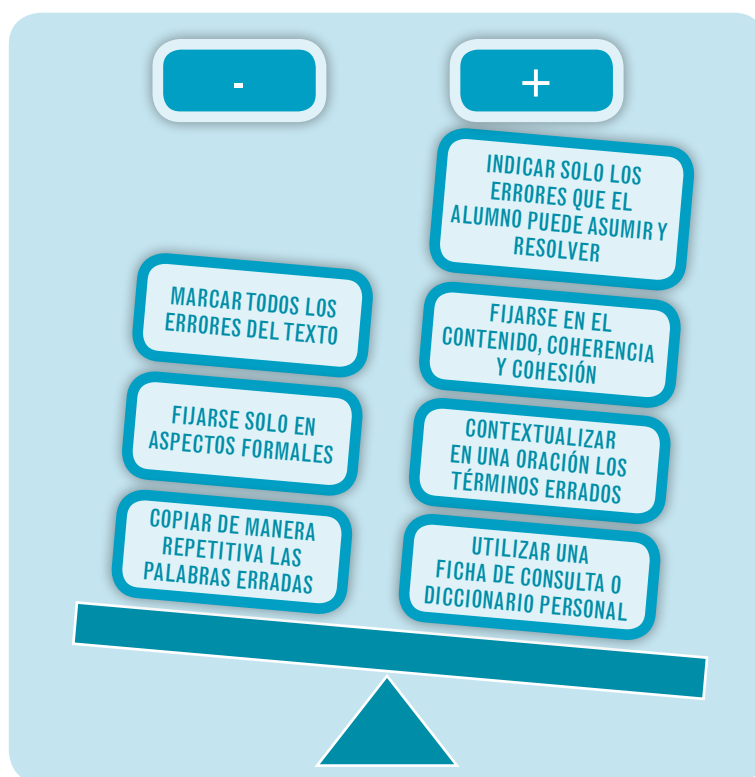 -
MARCAR TODOS LOS
ERRORES DEL TEXTO
FIJARSE SOLO EN
ASPECTOS FORMALES
COPIAR DE MANERA
REPETITIVA LAS
PALABRAS ERRADAS
+
INDICAR SOLO LOS
ERRORES QUE EL
ALUMNO PUEDE ASUMIR Y
RESOLVER
FIJARSE EN EL
CONTENIDO, COHERENCIA
Y COHESIÓN
CONTEXTUALIZAR
EN UNA ORACIÓN LOS
TÉRMINOS ERRADOS
UTILIZAR UNA
FICHA DE CONSULTA O
DICCIONARIO PERSONAL